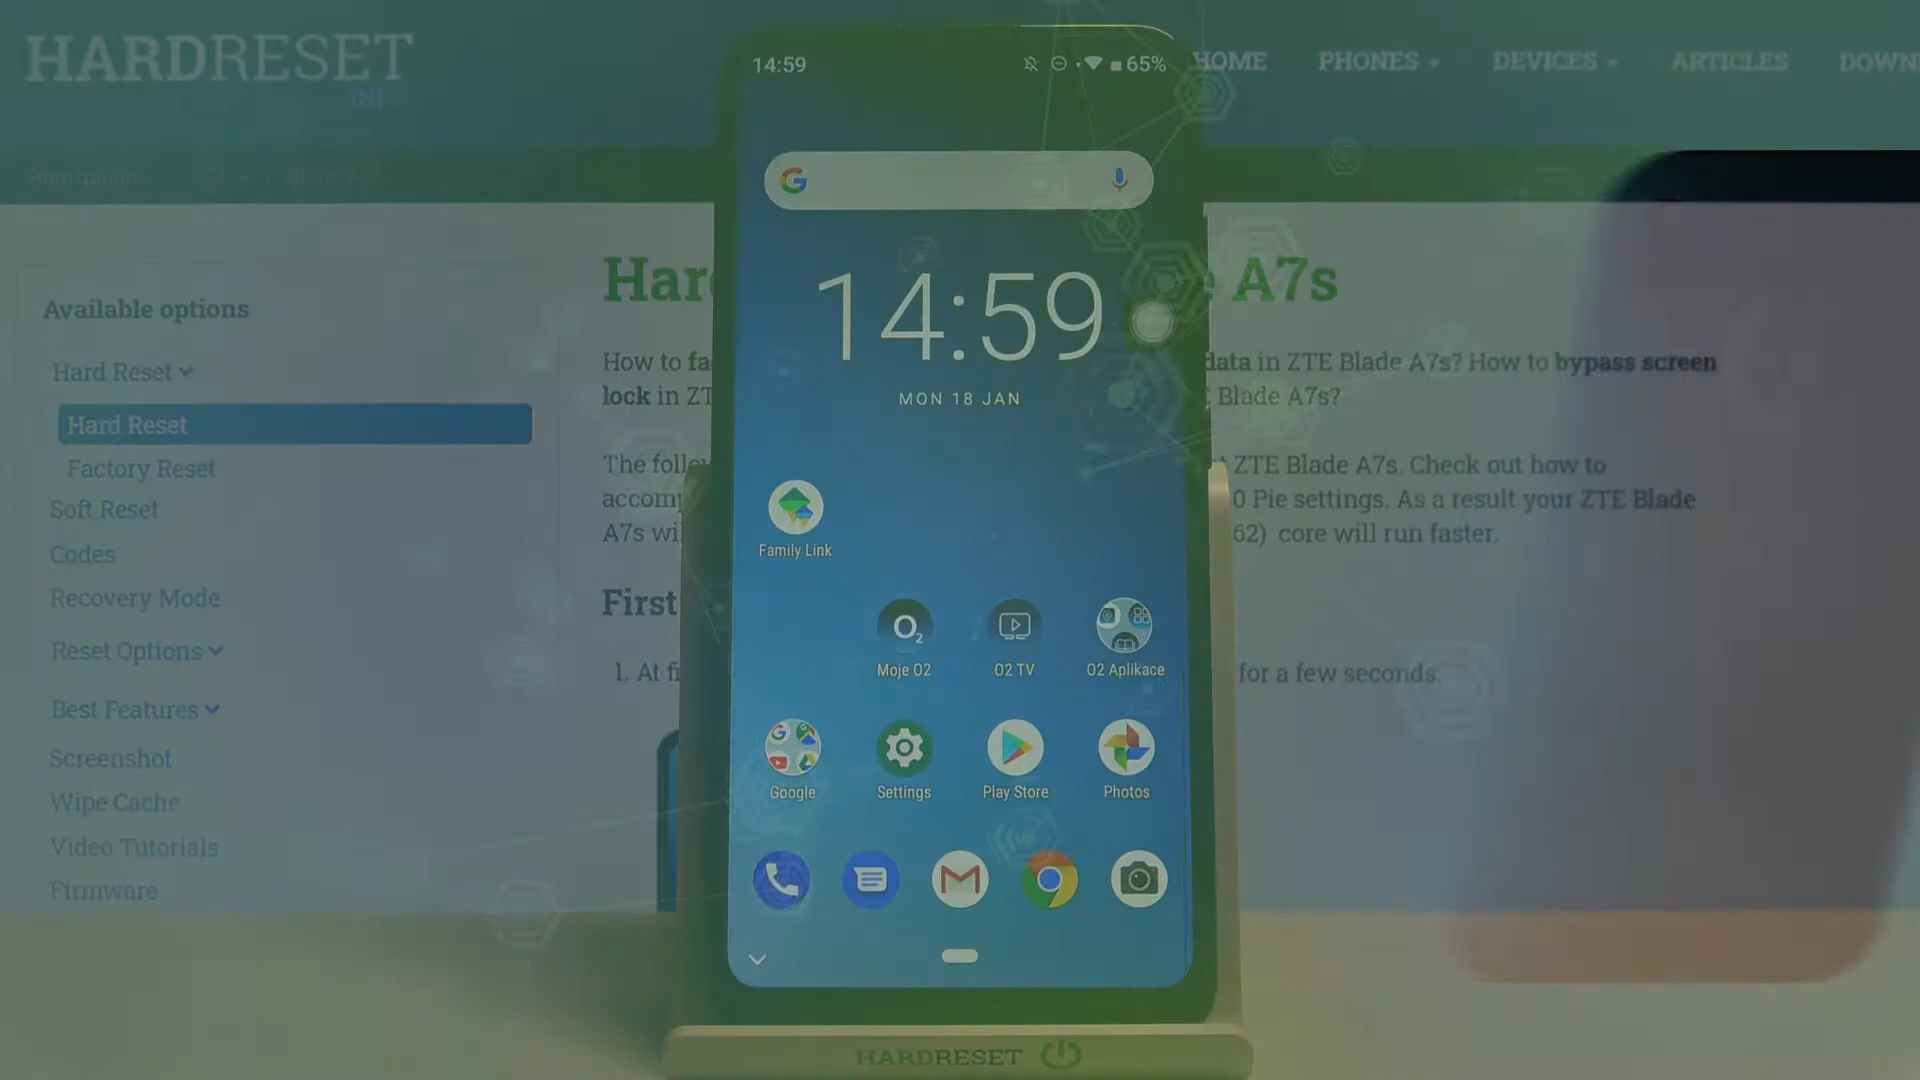 HARDRESET
HOME PHONES DEVICES ARTICLES DOWN
14:59 65%
Smartphones
14:59
MON 18 JAN
Available options
Hard Reset
Hard Reset
Factory Reset
Soft Reset
Codes
Recovery Mode
Reset Options
Best Features
Screenshot
Wipe Cache
Video Tutorials
Firmware
Har A7s
How to fa data in ZTE Blade A7s? How to bypass screen
lock in ZT Blade A7s?
The follo ZTE Blade A7s. Check out how to
accomp 0 Pie settings. As a result your ZTE Blade
A7s wil 62) core will run faster.
First
1. At fi for a few seconds.
Family Link
O2
Moje O2 O2 TV O2 Aplikace
Google Settings Play Store Photos
HARDRESET